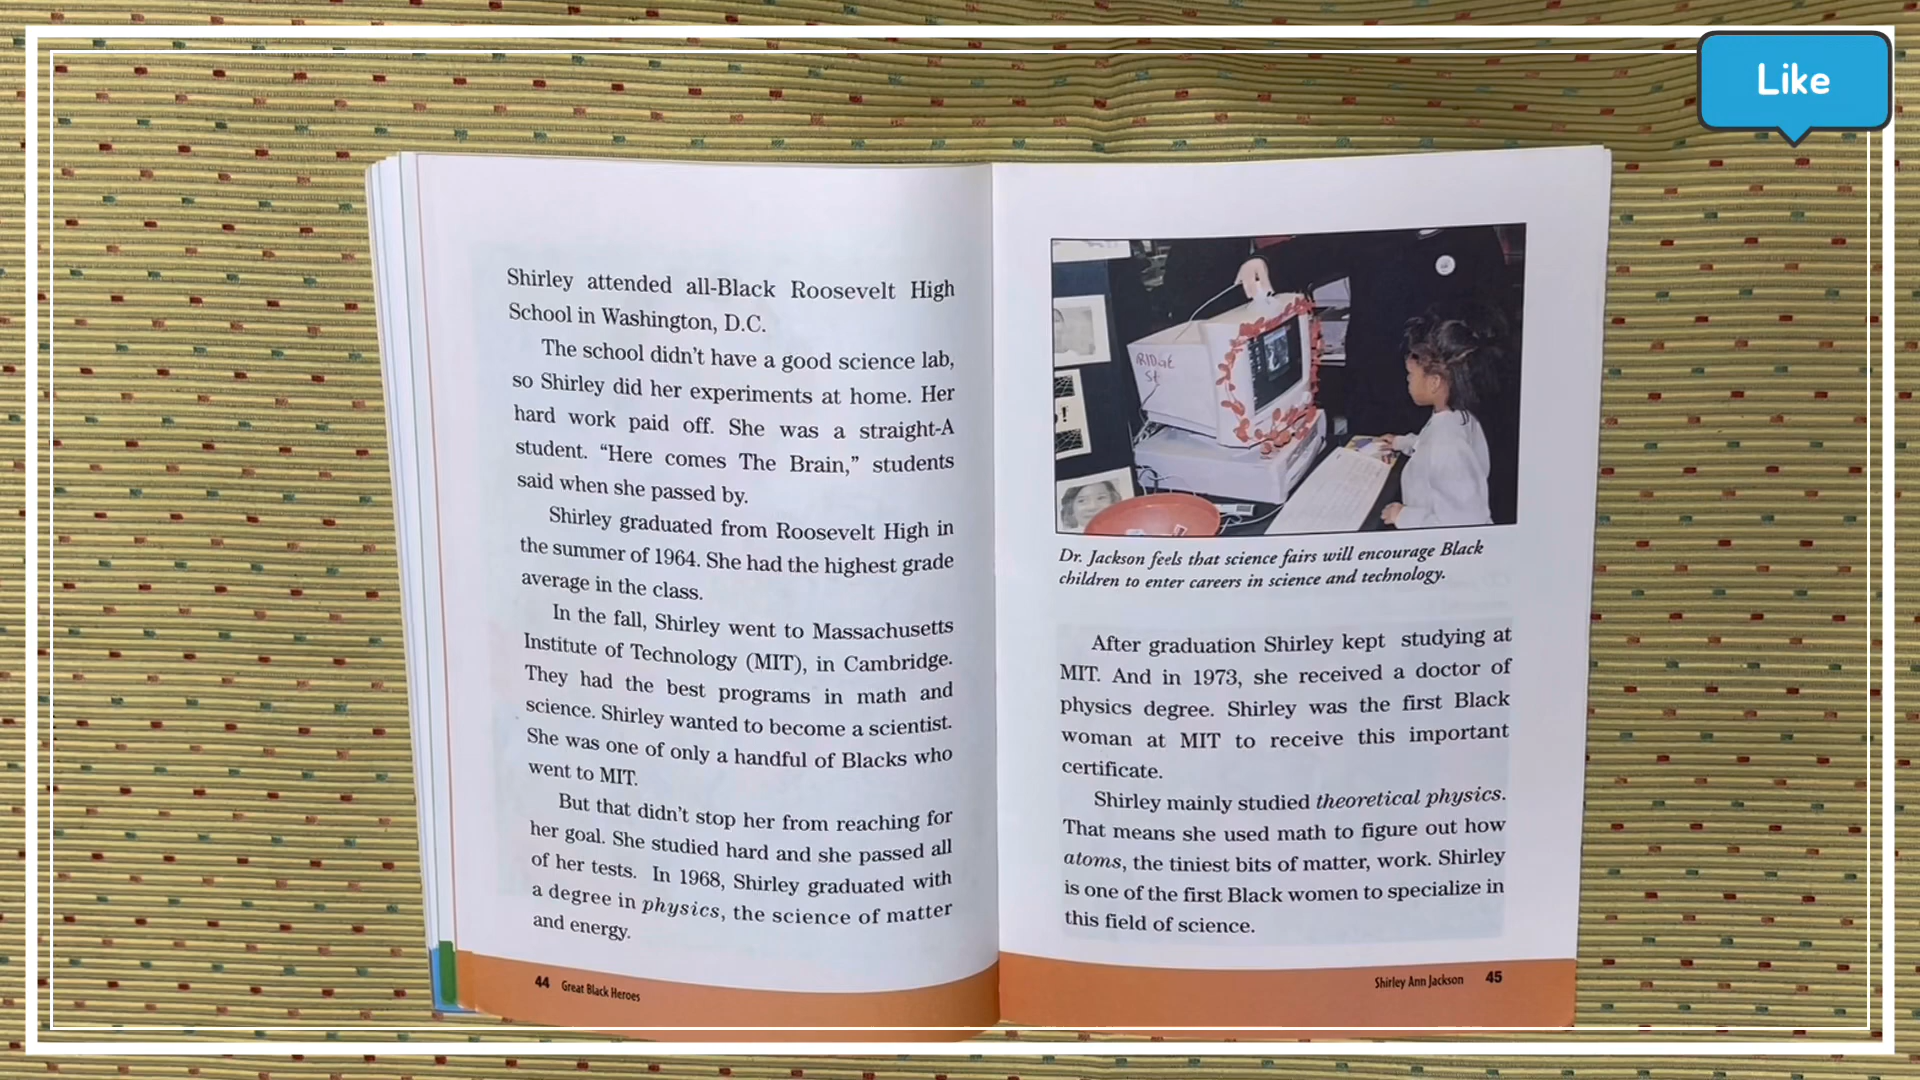 Like
Shirley attended all-Black Roosevelt High
School in Washington, D.C.
The school didn't have a good science lab,
so Shirley did her experiments at home. Her
hard work paid off. She was a straight-A
student. “Here comes The Brain,” students
said when she passed by.
Shirley graduated from Roosevelt High in
the summer of 1964. She had the highest grade
average in the class.
In the fall, Shirley went to Massachusetts
Institute of Technology (MIT), in Cambridge.
They had the best programs in math and
science. Shirley wanted to become a scientist.
She was one of only a handful of Blacks who
went to MIT.
But that didn't stop her from reaching for
her goal. She studied hard and she passed all
of her tests. In 1968, Shirley graduated with
a degree in physics, the science of matter
and energy.
44 Great Black Heroes
RIDGE
St
!
Dr. Jackson feels that science fairs will encourage Black
children to enter careers in science and technology.
After graduation Shirley kept studying at
MIT. And in 1973, she received a doctor of
physics degree. Shirley was the first Black
woman at MIT to receive this important
certificate.
Shirley mainly studied theoretical physics.
That means she used math to figure out how
atoms, the tiniest bits of matter, work. Shirley
is one of the first Black women to specialize in
this field of science.
Shirley Ann Jackson 45